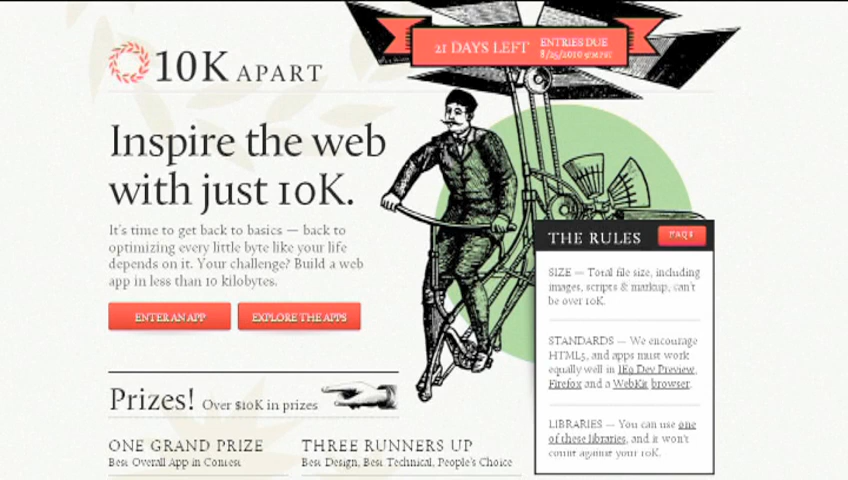 21 DAYS LEFT
ENTRIES DUE
8/25/2010 3PM PST
10K APART
Inspire the web
with just 10K.
It's time to get back to basics — back to
optimizing every little byte like your life
depends on it. Your challenge? Build a web
app in less than 10 kilobytes.
ENTER AN APP
EXPLORE THE APPS
THE RULES
FAQS
SIZE — Total file size, including
images, scripts & markup, can't
be over 10K.
STANDARDS — We encourage
HTML5, and apps must work
equally well in IE9 Dev Preview,
Firefox and a WebKit browser.
LIBRARIES — You can use one
of these libraries, and it won't
count against your 10K.
Prizes! Over $10K in prizes
ONE GRAND PRIZE
Best Overall App in Contest
THREE RUNNERS UP
Best Design, Best Technical, People's Choice